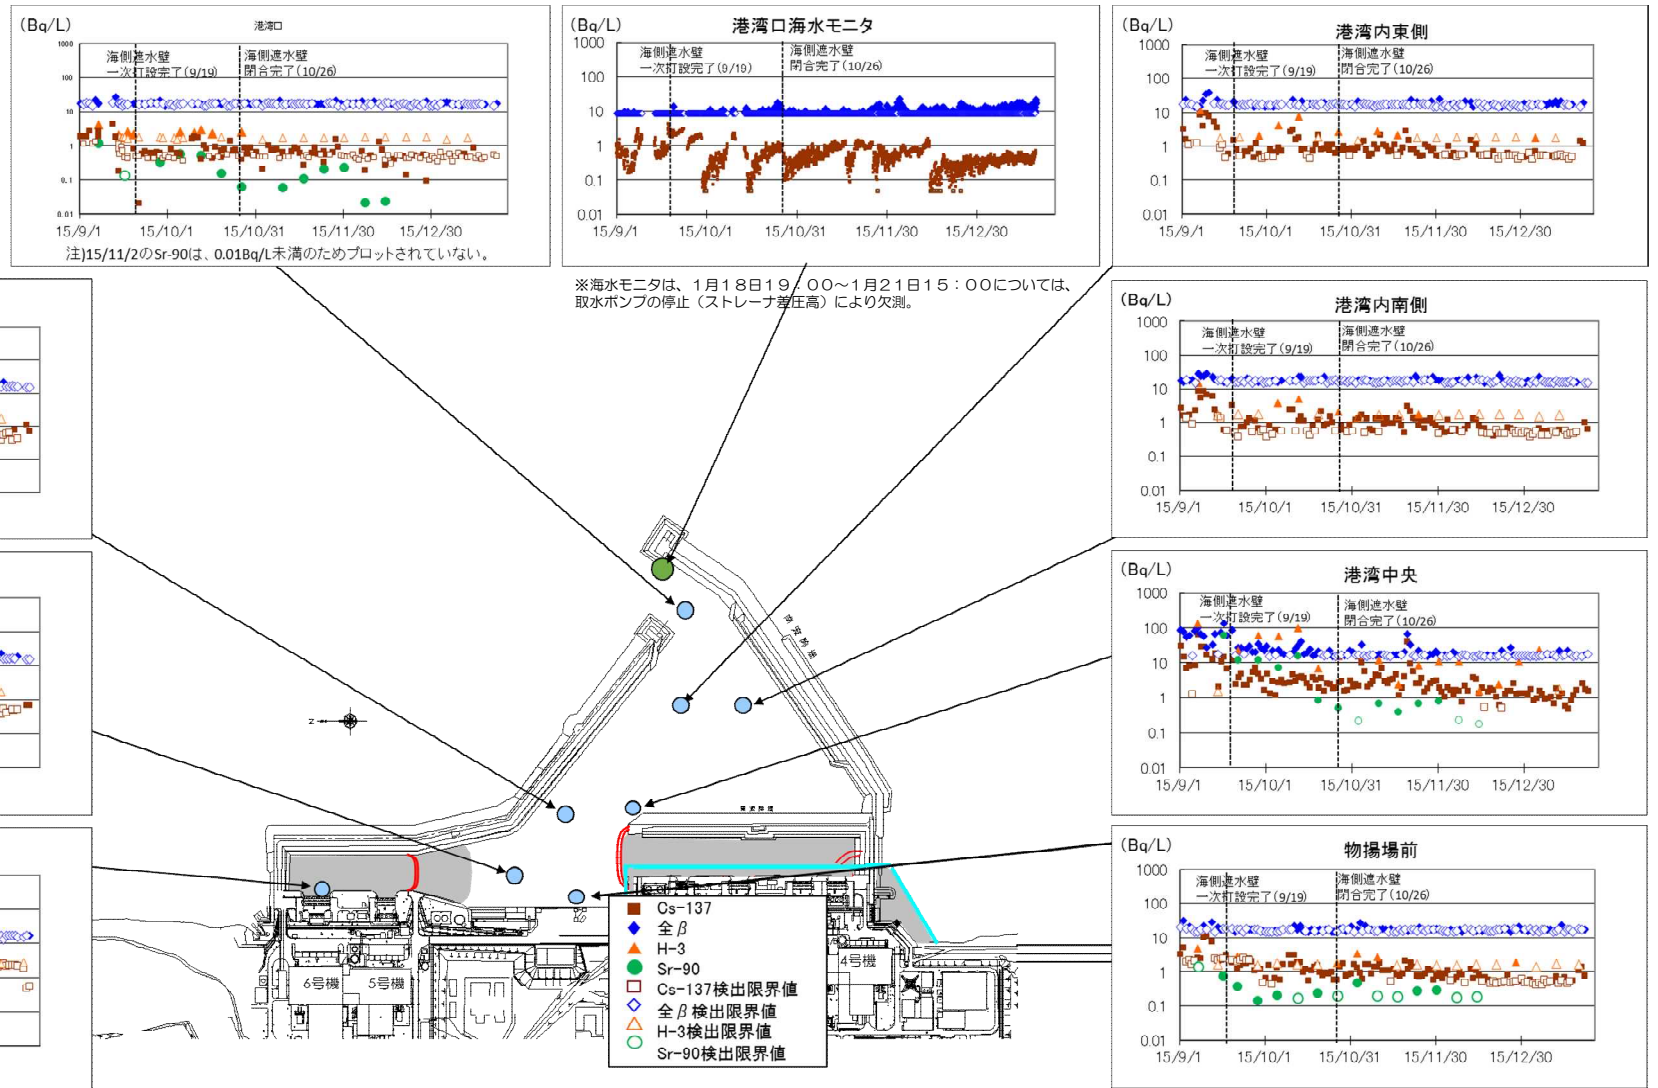 (Bq/L)
港湾口
1000
100
10
1
0.1
0.01
海側遮水壁
一次打設完了(9/19)
海側遮水壁
閉合完了(10/26)
15/9/1 15/10/1 15/10/31 15/11/30 15/12/30
注)15/11/2のSr-90は、0.01Bq/L未満のためプロットされていない。
(Bq/L)
港湾口海水モニタ
1000
100
10
1
0.1
0.01
海側遮水壁
一次打設完了(9/19)
海側遮水壁
閉合完了(10/26)
15/9/1 15/10/1 15/10/31 15/11/30 15/12/30
※海水モニタは、1月18日19:00～1月21日15:00については、
取水ポンプの停止（ストレーナ差圧高）により欠測。
(Bq/L)
港湾内東側
1000
100
10
1
0.1
0.01
海側遮水壁
一次打設完了(9/19)
海側遮水壁
閉合完了(10/26)
15/9/1 15/10/1 15/10/31 15/11/30 15/12/30
(Bq/L)
港湾内南側
1000
100
10
1
0.1
0.01
海側遮水壁
一次打設完了(9/19)
海側遮水壁
閉合完了(10/26)
15/9/1 15/10/1 15/10/31 15/11/30 15/12/30
(Bq/L)
港湾中央
1000
100
10
1
0.1
0.01
海側遮水壁
一次打設完了(9/19)
海側遮水壁
閉合完了(10/26)
15/9/1 15/10/1 15/10/31 15/11/30 15/12/30
(Bq/L)
物揚場前
1000
100
10
1
0.1
0.01
海側遮水壁
一次打設完了(9/19)
海側遮水壁
閉合完了(10/26)
15/9/1 15/10/1 15/10/31 15/11/30 15/12/30
6号機
5号機
4号機
Cs-137
全β
H-3
Sr-90
Cs-137検出限界値
全β検出限界値
H-3検出限界値
Sr-90検出限界値